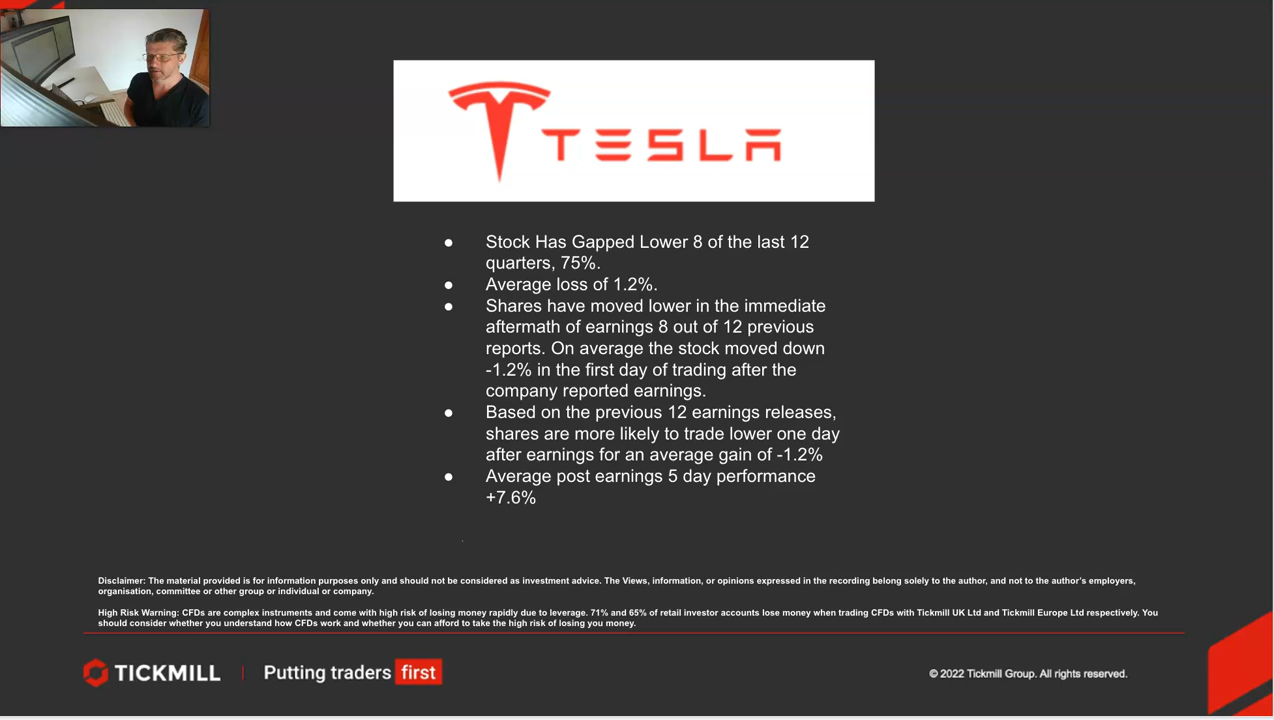 TESLA
● Stock Has Gapped Lower 8 of the last 12
quarters, 75%.
● Average loss of 1.2%.
● Shares have moved lower in the immediate
aftermath of earnings 8 out of 12 previous
reports. On average the stock moved down
-1.2% in the first day of trading after the
company reported earnings.
● Based on the previous 12 earnings releases,
shares are more likely to trade lower one day
after earnings for an average gain of -1.2%
● Average post earnings 5 day performance
+7.6%
Disclaimer: The material provided is for information purposes only and should not be considered as investment advice. The Views, information, or opinions expressed in the recording belong solely to the author, and not to the author's employers,
organisation, committee or other group or individual or company.
High Risk Warning: CFDs are complex instruments and come with high risk of losing money rapidly due to leverage. 71% and 65% of retail investor accounts lose money when trading CFDs with Tickmill UK Ltd and Tickmill Europe Ltd respectively. You
should consider whether you understand how CFDs work and whether you can afford to take the high risk of losing you money.
TICKMILL | Putting traders first
© 2022 Tickmill Group. All rights reserved.